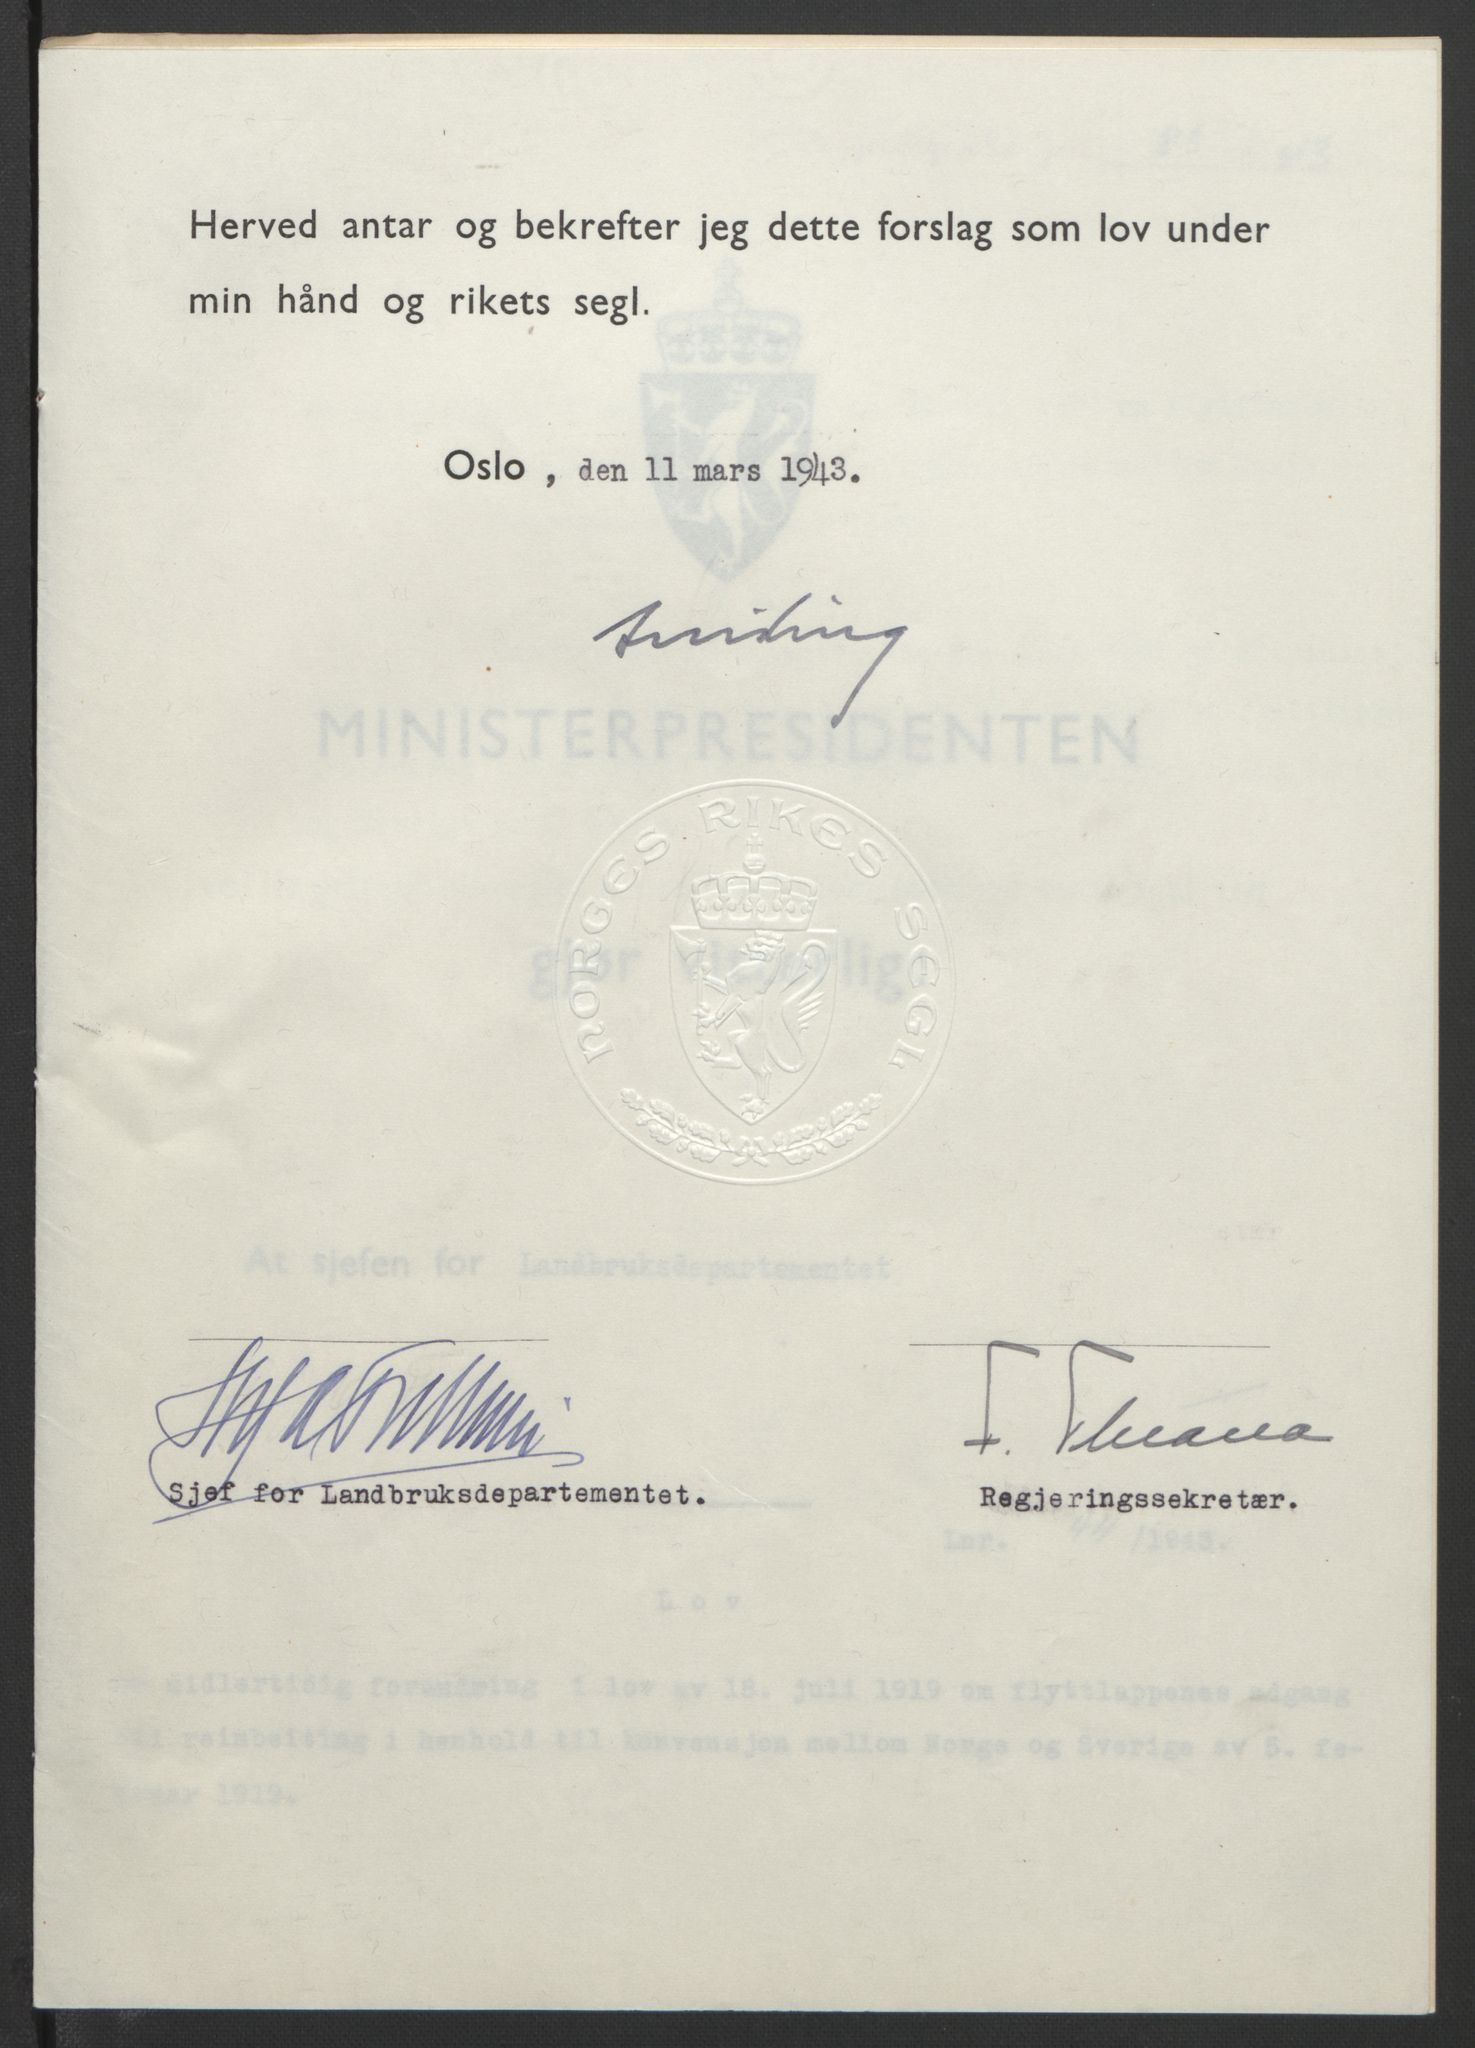 Herved antar og bekrefter jeg dette forslag som lov under
min hånd og rikets segl.
Oslo , den 11 mars 1943.
MINISTERPRESIDENTEN
NORGES RIKES SEGL
gjør vitterlig
At sjefen for Landbruksdepartementet
Sjef for Landbruksdepartementet.
Regjeringssekretær.
Lnr. /1943.
Lov
midlertidig forandring i lov av 18. juli 1919 om flyttlappenes adgang
reinbeiting i henhold til konvensjon mellom Norge og Sverige av 5. fe-
1919.